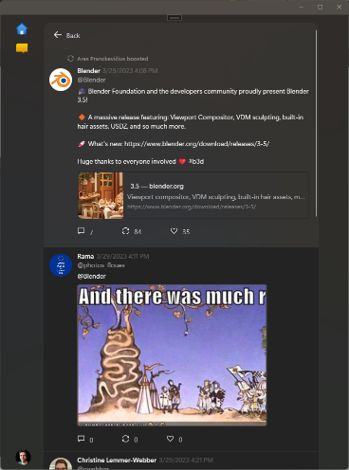 Back
Aras Pranckevičius boosted
Blender 3/29/2023 4:08 PM
@Blender
Blender Foundation and the developers community proudly present Blender
3.5!
A massive release featuring: Viewport Compositor, VDM sculpting, built-in
hair assets, USDZ, and so much more.
What's new: https://www.blender.org/download/releases/3-5/
Huge thanks to everyone involved ❤️ #b3d
3.5 — blender.org
Viewport compositor, VDM sculpting, built-in hair assets, m...
https://www.blender.org/download/releases/3-5/
7 84 35
Rama 3/29/2023 4:11 PM
@Blender
And there was much r
0 0 0
Christine Lemmer-Webber 3/29/2023 4:21 PM